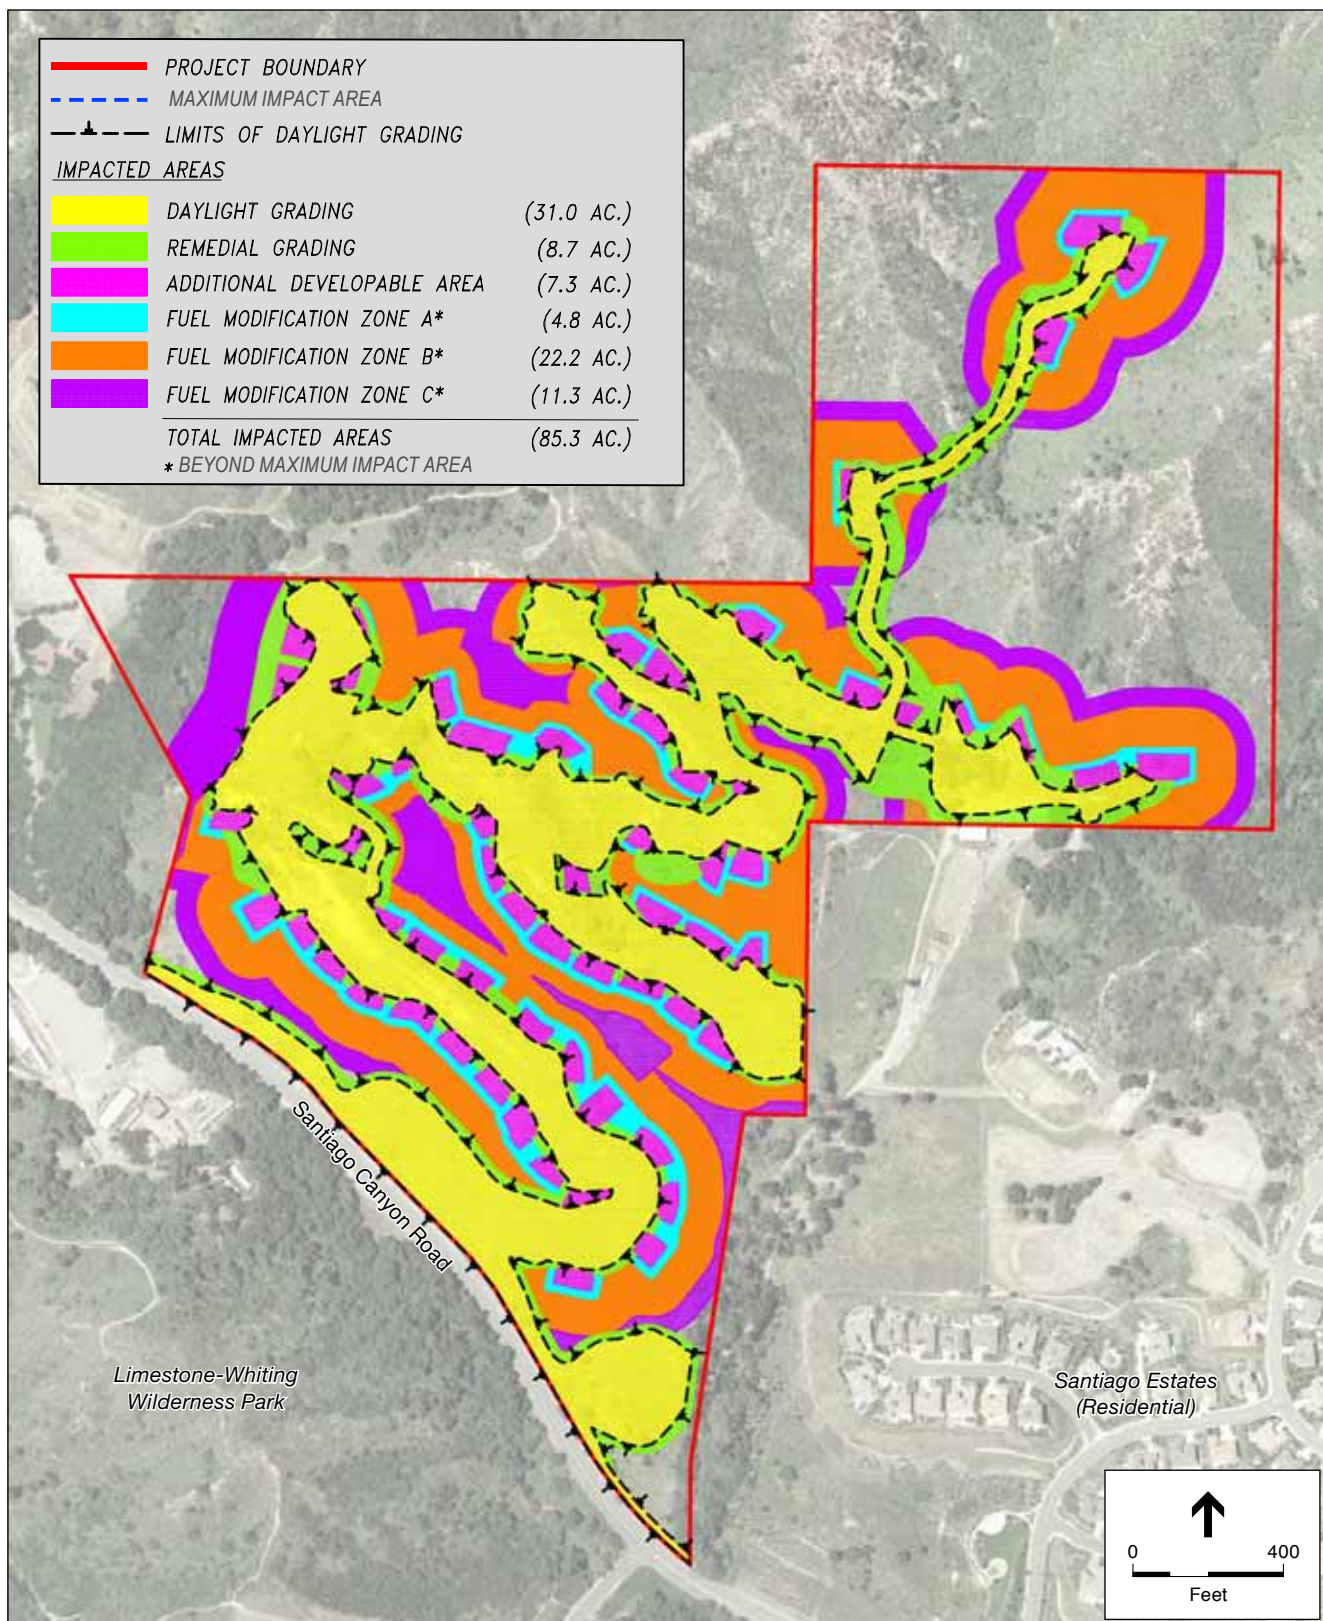 PROJECT BOUNDARY
MAXIMUM IMPACT AREA
LIMITS OF DAYLIGHT GRADING
IMPACTED AREAS
DAYLIGHT GRADING (31.0 AC.)
REMEDIAL GRADING (8.7 AC.)
ADDITIONAL DEVELOPABLE AREA (7.3 AC.)
FUEL MODIFICATION ZONE A* (4.8 AC.)
FUEL MODIFICATION ZONE B* (22.2 AC.)
FUEL MODIFICATION ZONE C* (11.3 AC.)
TOTAL IMPACTED AREAS (85.3 AC.)
* BEYOND MAXIMUM IMPACT AREA
Santiago Canyon Road
Limestone-Whiting
Wilderness Park
Santiago Estates
(Residential)
0 400
Feet